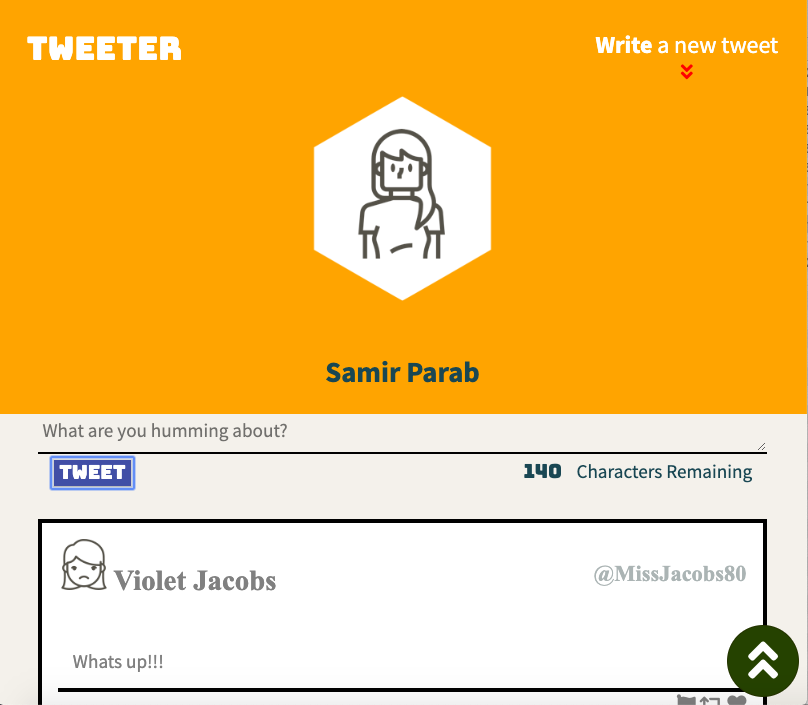 TWEETER
Write a new tweet
Samir Parab
What are you humming about?
TWEET
140 Characters Remaining
Violet Jacobs
@MissJacobs80
Whats up!!!